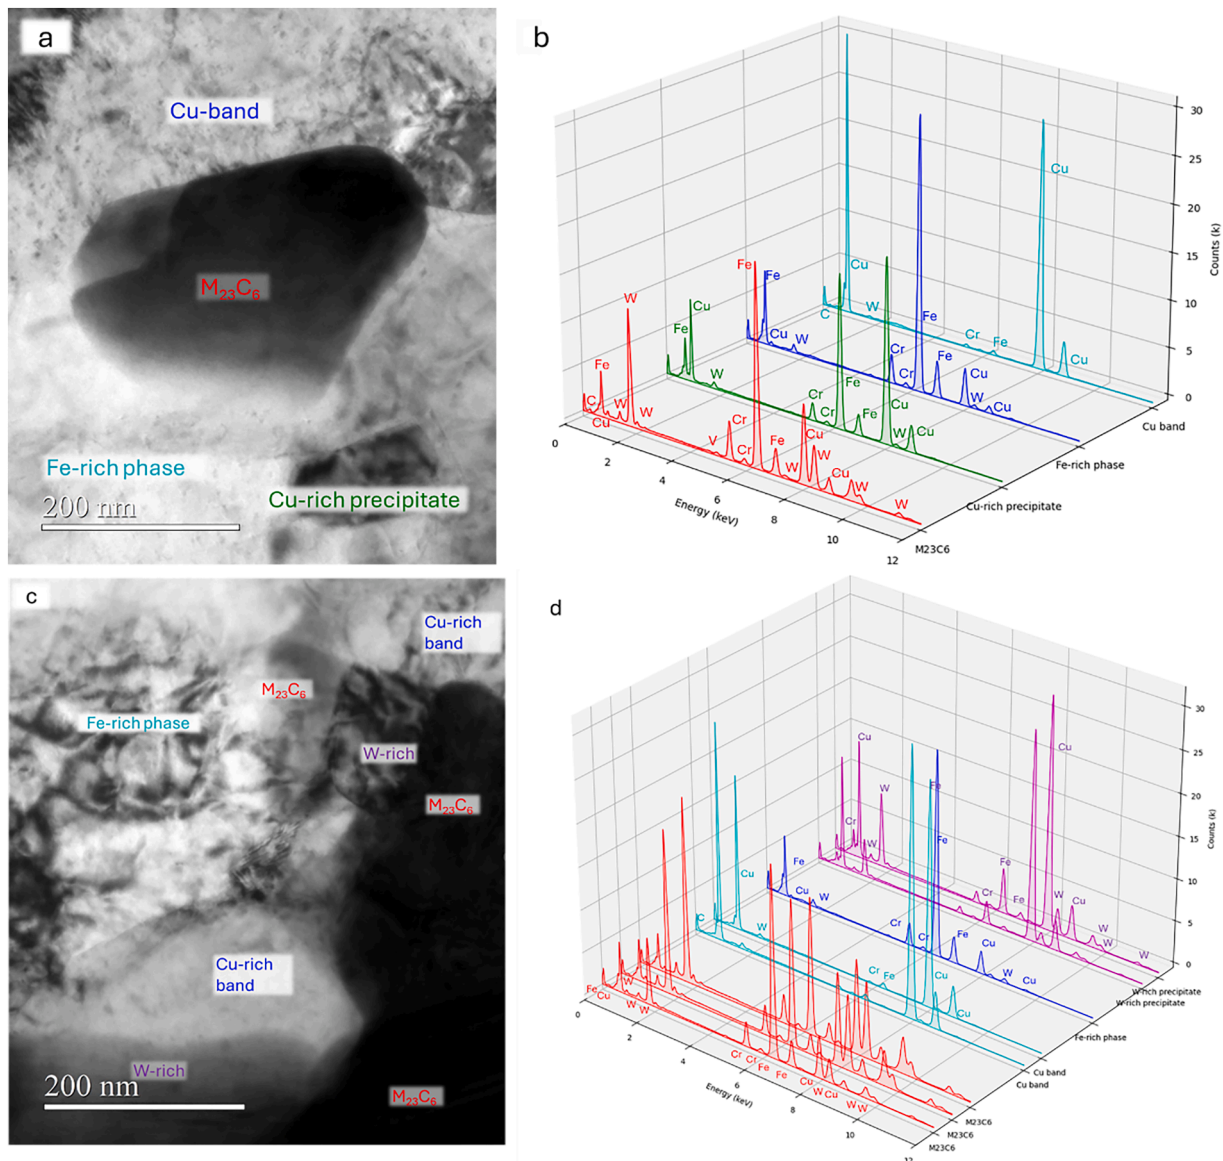 a
Cu-band
M23C6
Fe-rich phase
Cu-rich precipitate
200 nm
b
Cu
Cu
W
Cr
Fe
Cu
C
Fe
Cu
W
Fe
Cr
Cr
Fe
Cu
W
Cu
Cu
Fe
W
Cr
Cr
Fe
Fe
Cu
W
Cu
Fe
W
Fe
C
W
W
Cu
V
Cr
Cr
W
Cu
W
Cu
W
W
0
2
4
6
8
10
12
Energy (keV)
30
25
20
15
10
5
0
Counts (k)
Cu band
Fe-rich phase
Cu-rich precipitate
M23C6
c
Cu-rich
band
M23C6
Fe-rich phase
W-rich
M23C6
Cu-rich
band
W-rich
200 nm
M23C6
d
Cu
W
Cr
W
Cu
Fe
Cr
Fe
W
Cu
W
W
W
Fe
Fe
Cu
W
Fe
Cr
Cr
Fe
Cu
W
Cu
Cu
C
W
Cr
Fe
Cu
Cu
Fe
Cu
W
W
W
Cr
Cr
Fe
Fe
Cu
W
Cu
W
W
0
2
4
6
8
10
12
Energy (keV)
30
25
20
15
10
5
0
Counts (k)
W-rich precipitate
W-rich precipitate
Fe-rich phase
Cu band
Cu band
M23C6
M23C6
M23C6